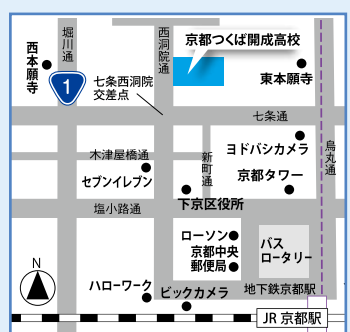 堀川通
西洞院通
京都つくば開成高校
西本願寺
1
東本願寺
七条西洞院
交差点
七条通
烏丸通
ヨドバシカメラ
木津屋橋通
新町通
セブンイレブン
京都タワー
下京区役所
塩小路通
ローソン
京都中央
郵便局
バス
ロータリー
N
ハローワーク
地下鉄京都駅
ビックカメラ
JR 京都駅